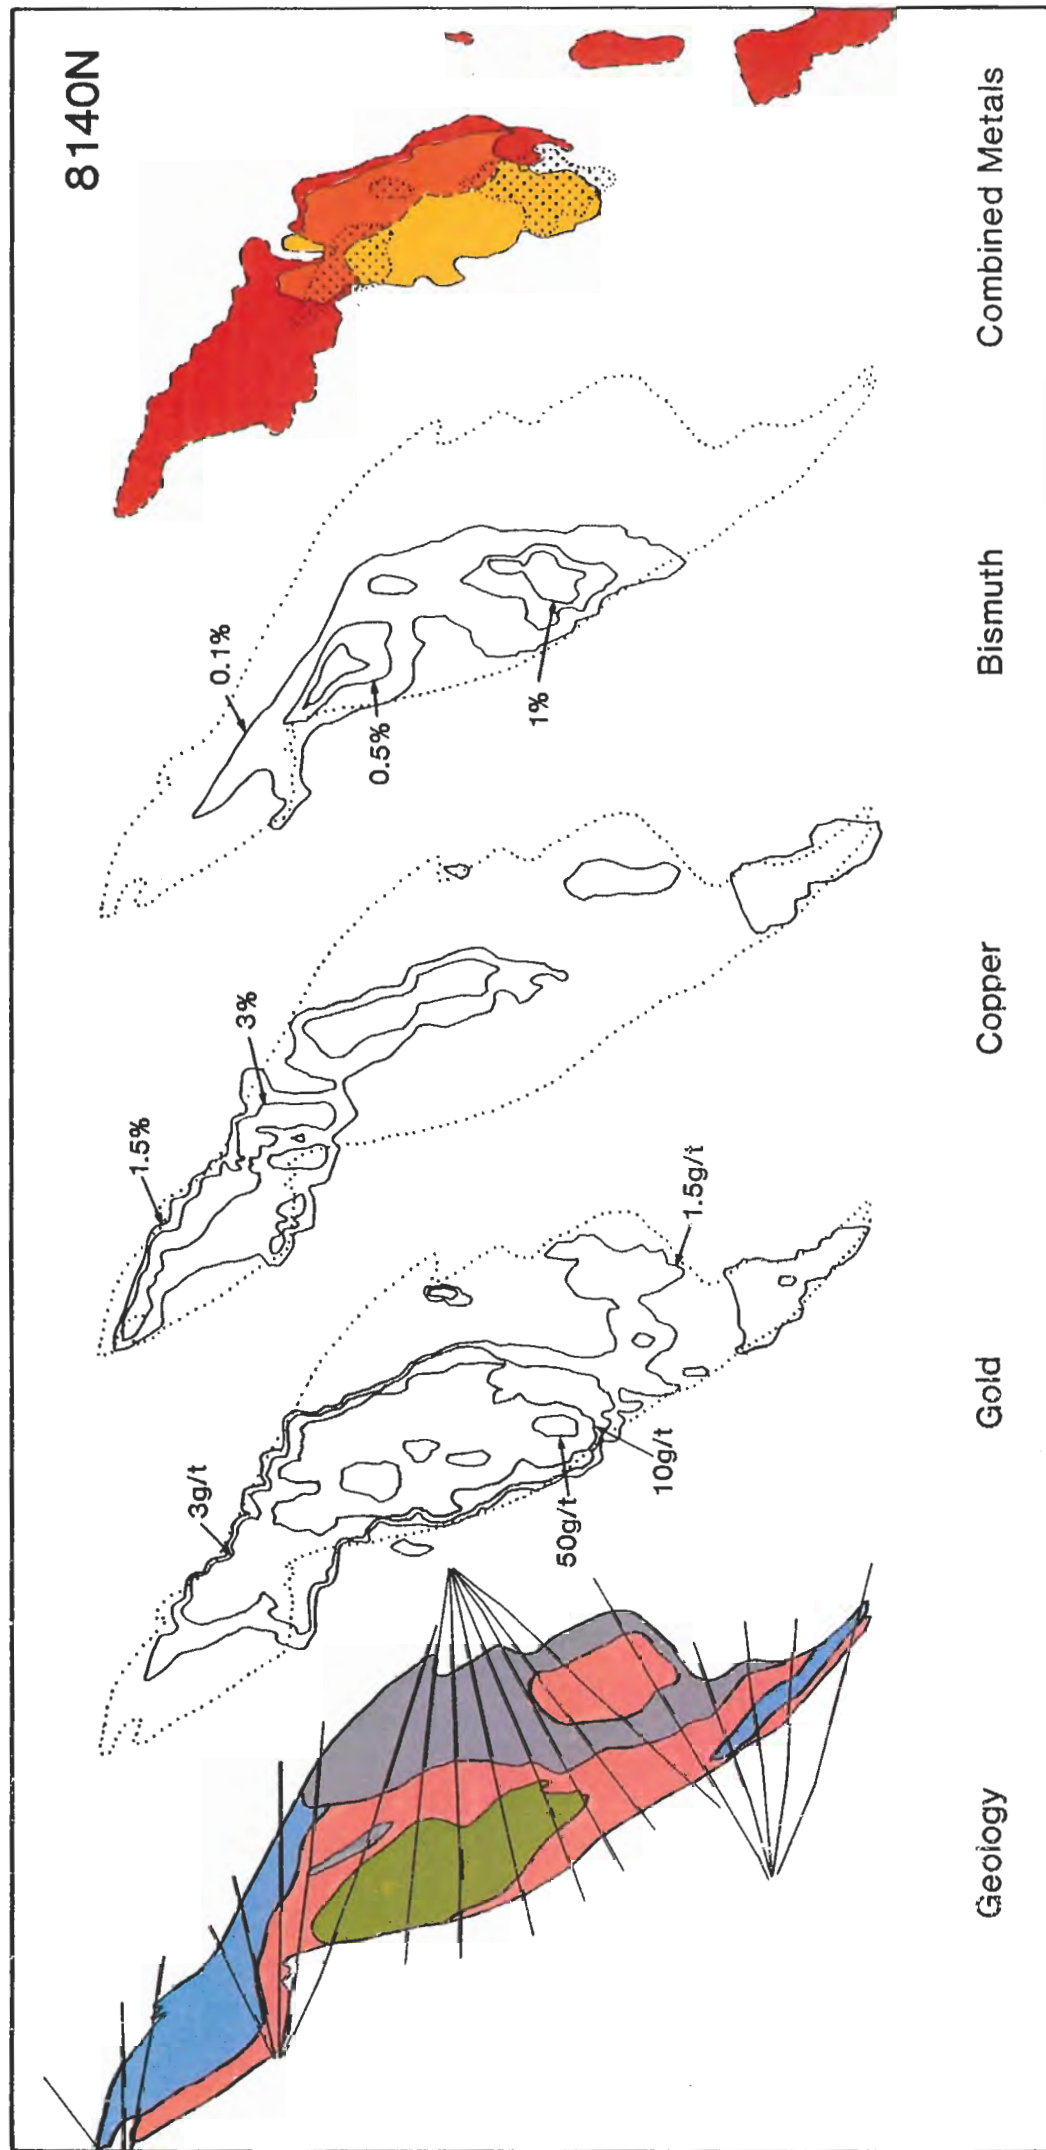 8140N
3g/t
50g/t
10g/t
1.5g/t
1.5%
3%
0.1%
0.5%
1%
Geology
Gold
Copper
Bismuth
Combined Metals